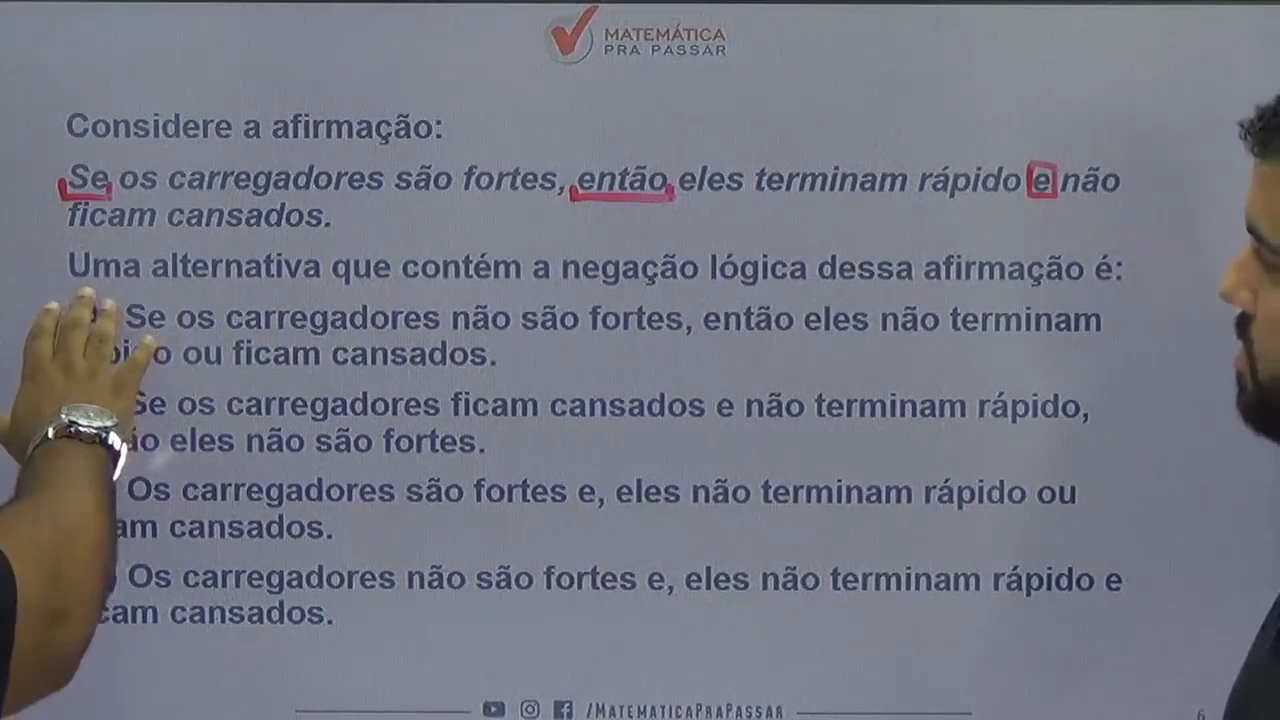 MATEMÁTICA
PRA PASSAR
Considere a afirmação:
Se os carregadores são fortes, então eles terminam rápido e não
ficam cansados.
Uma alternativa que contém a negação lógica dessa afirmação é:
Se os carregadores não são fortes, então eles não terminam
ou ficam cansados.
Se os carregadores ficam cansados e não terminam rápido,
eles não são fortes.
Os carregadores são fortes e, eles não terminam rápido ou
cansados.
Os carregadores não são fortes e, eles não terminam rápido e
cansados.
/MATEMATICAPRAPASSAR
6